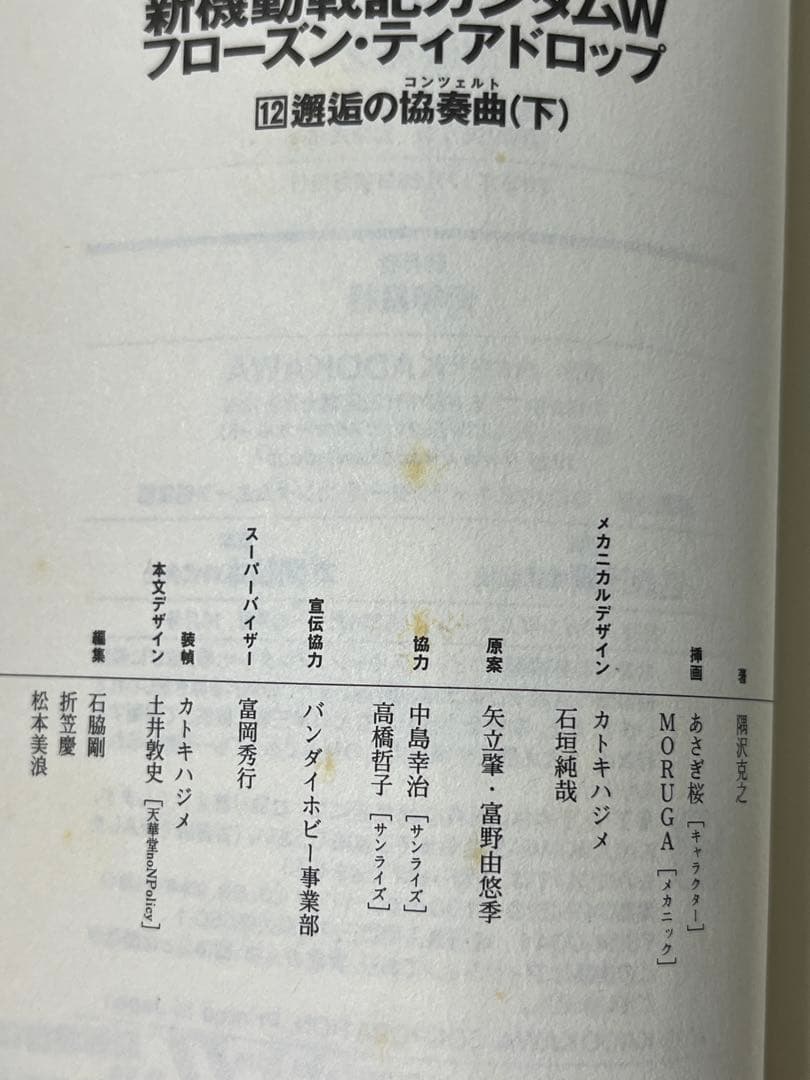 新機動戦記ガンダムW
フローズン・ティアドロップ
コンツェルト
12 邂逅の協奏曲(下)
著 隅沢克之
挿画 あさぎ桜[キャラクター]
MORUGA[メカニック]
メカニカルデザイン カトキハジメ
石垣純哉
原案 矢立肇・富野由悠季
協力 中島幸治[サンライズ]
高橋哲子[サンライズ]
宣伝協力 バンダイホビー事業部
スーパーバイザー 富岡秀行
装幀 カトキハジメ
本文デザイン 土井敦史[天華堂noNPolicy]
編集 石脇剛
折笠慶
松本美浪